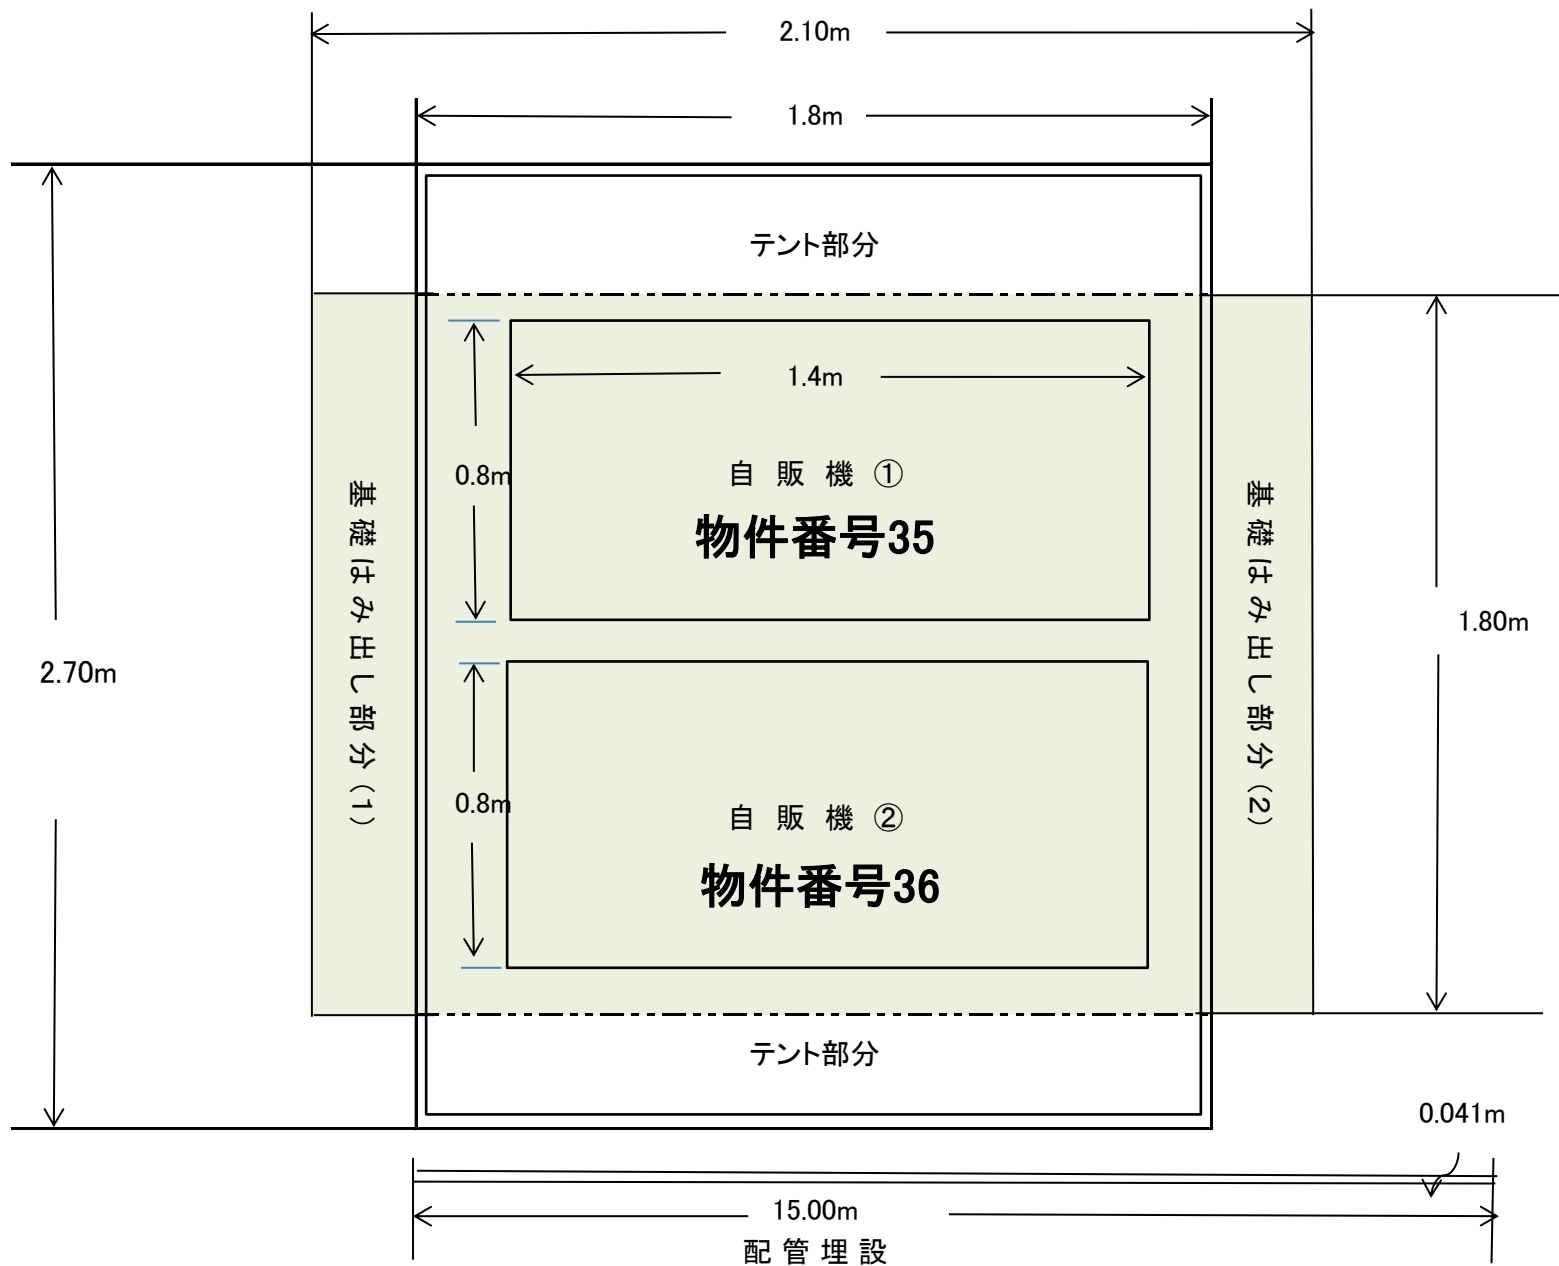 2.10m
1.8m
テント部分
1.4m
0.8m
自 販 機 ①
物件番号35
基礎はみ出し部分(1)
基礎はみ出し部分(2)
1.80m
2.70m
0.8m
自 販 機 ②
物件番号36
テント部分
0.041m
15.00m
配 管 埋 設